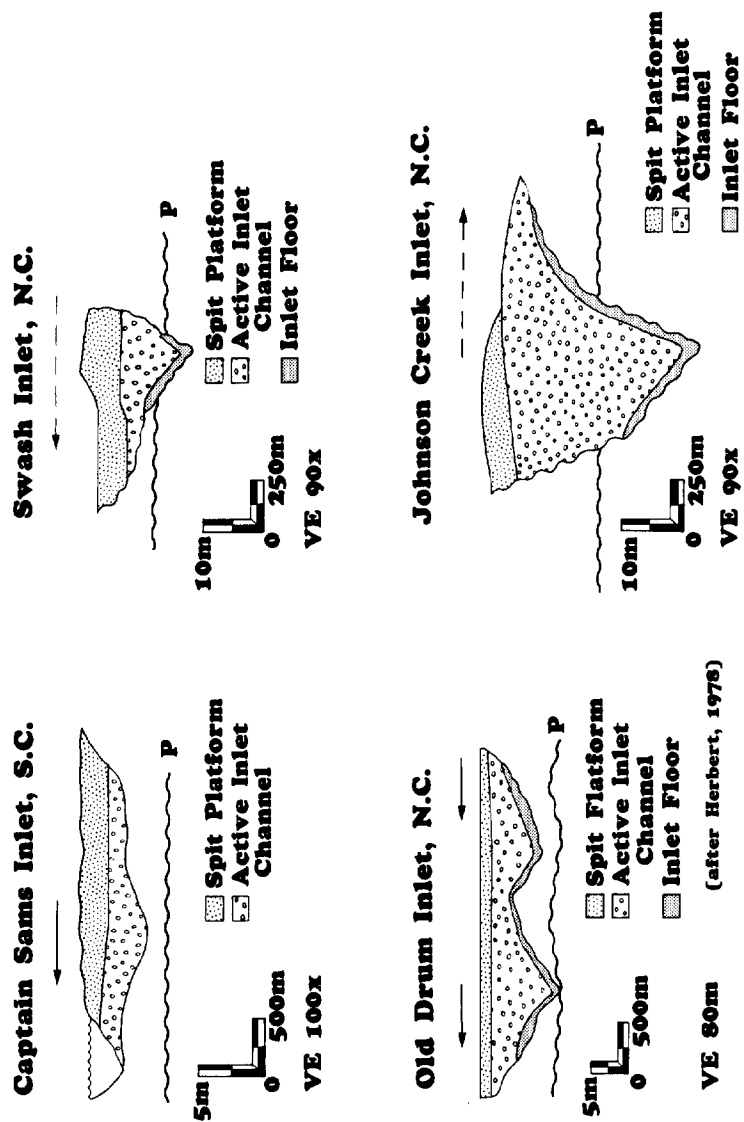 Captain Sams Inlet, S.C.
P
5m
0
500m
VE 100x
Spit Platform
Active Inlet
Channel
Swash Inlet, N.C.
P
10m
0
250m
VE 90x
Spit Platform
Active Inlet
Channel
Inlet Floor
Old Drum Inlet, N.C.
P
5m
0
500m
VE 80m
Spit Flatform
Active Inlet
Channel
Inlet Floor
(after Herbert, 1978)
Johnson Creek Inlet, N.C.
P
10m
0
250m
VE 90x
Spit Platform
Active Inlet
Channel
Inlet Floor